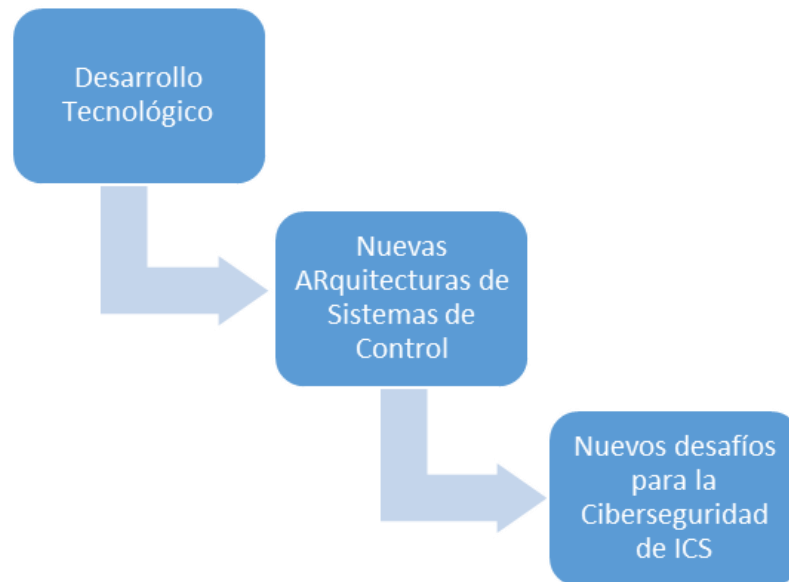 Desarrollo
Tecnológico
Nuevas
ARquitecturas de
Sistemas de
Control
Nuevos desafíos
para la
Ciberseguridad
de ICS